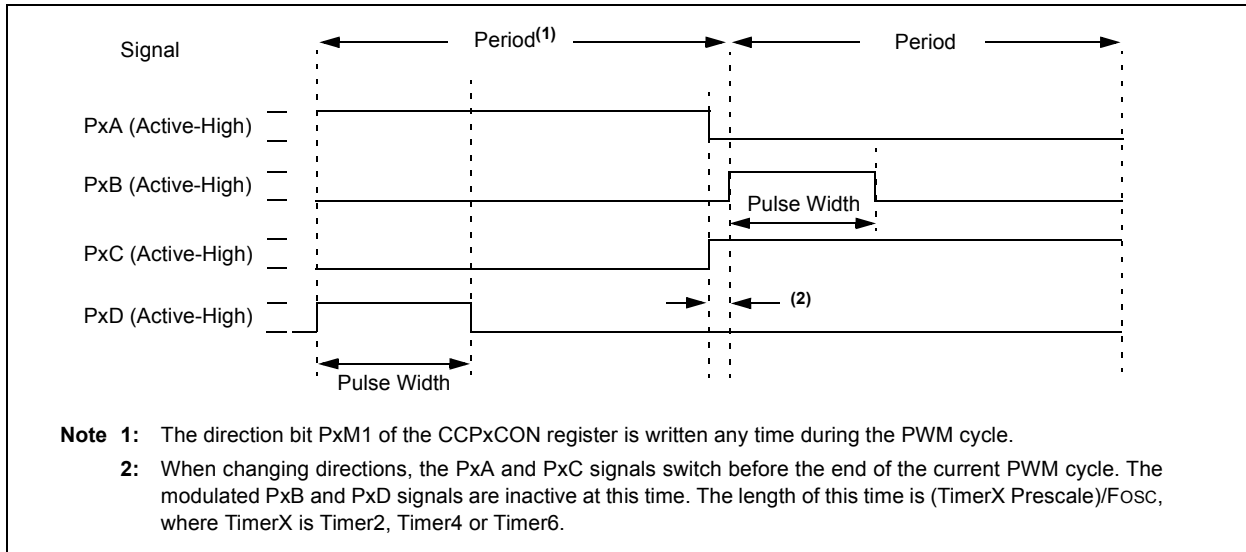 Signal
Period(1)
Period
PxA (Active-High)
PxB (Active-High)
Pulse Width
PxC (Active-High)
(2)
PxD (Active-High)
Pulse Width
Note 1: The direction bit PxM1 of the CCPxCON register is written any time during the PWM cycle.
2: When changing directions, the PxA and PxC signals switch before the end of the current PWM cycle. The
modulated PxB and PxD signals are inactive at this time. The length of this time is (TimerX Prescale)/FOSC,
where TimerX is Timer2, Timer4 or Timer6.